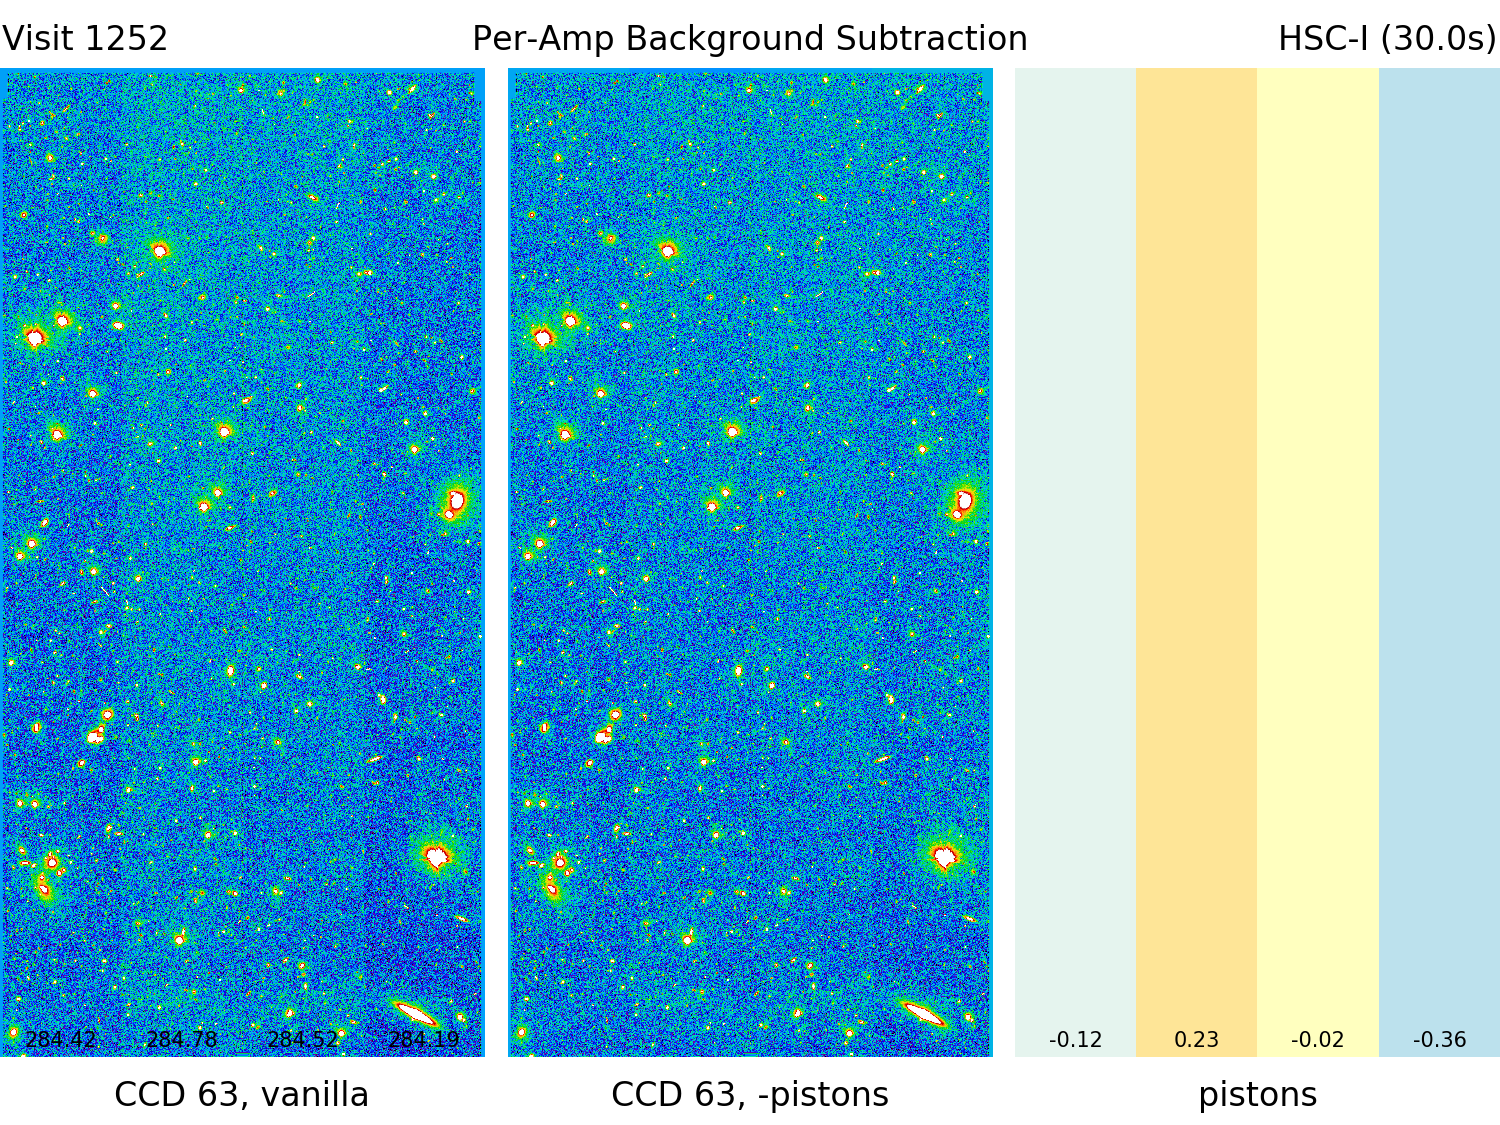 Visit 1252 Per-Amp Background Subtraction HSC-I (30.0s)
284.42 284.78 284.52 284.19 -0.12 0.23 -0.02 -0.36
CCD 63, vanilla CCD 63, -pistons pistons